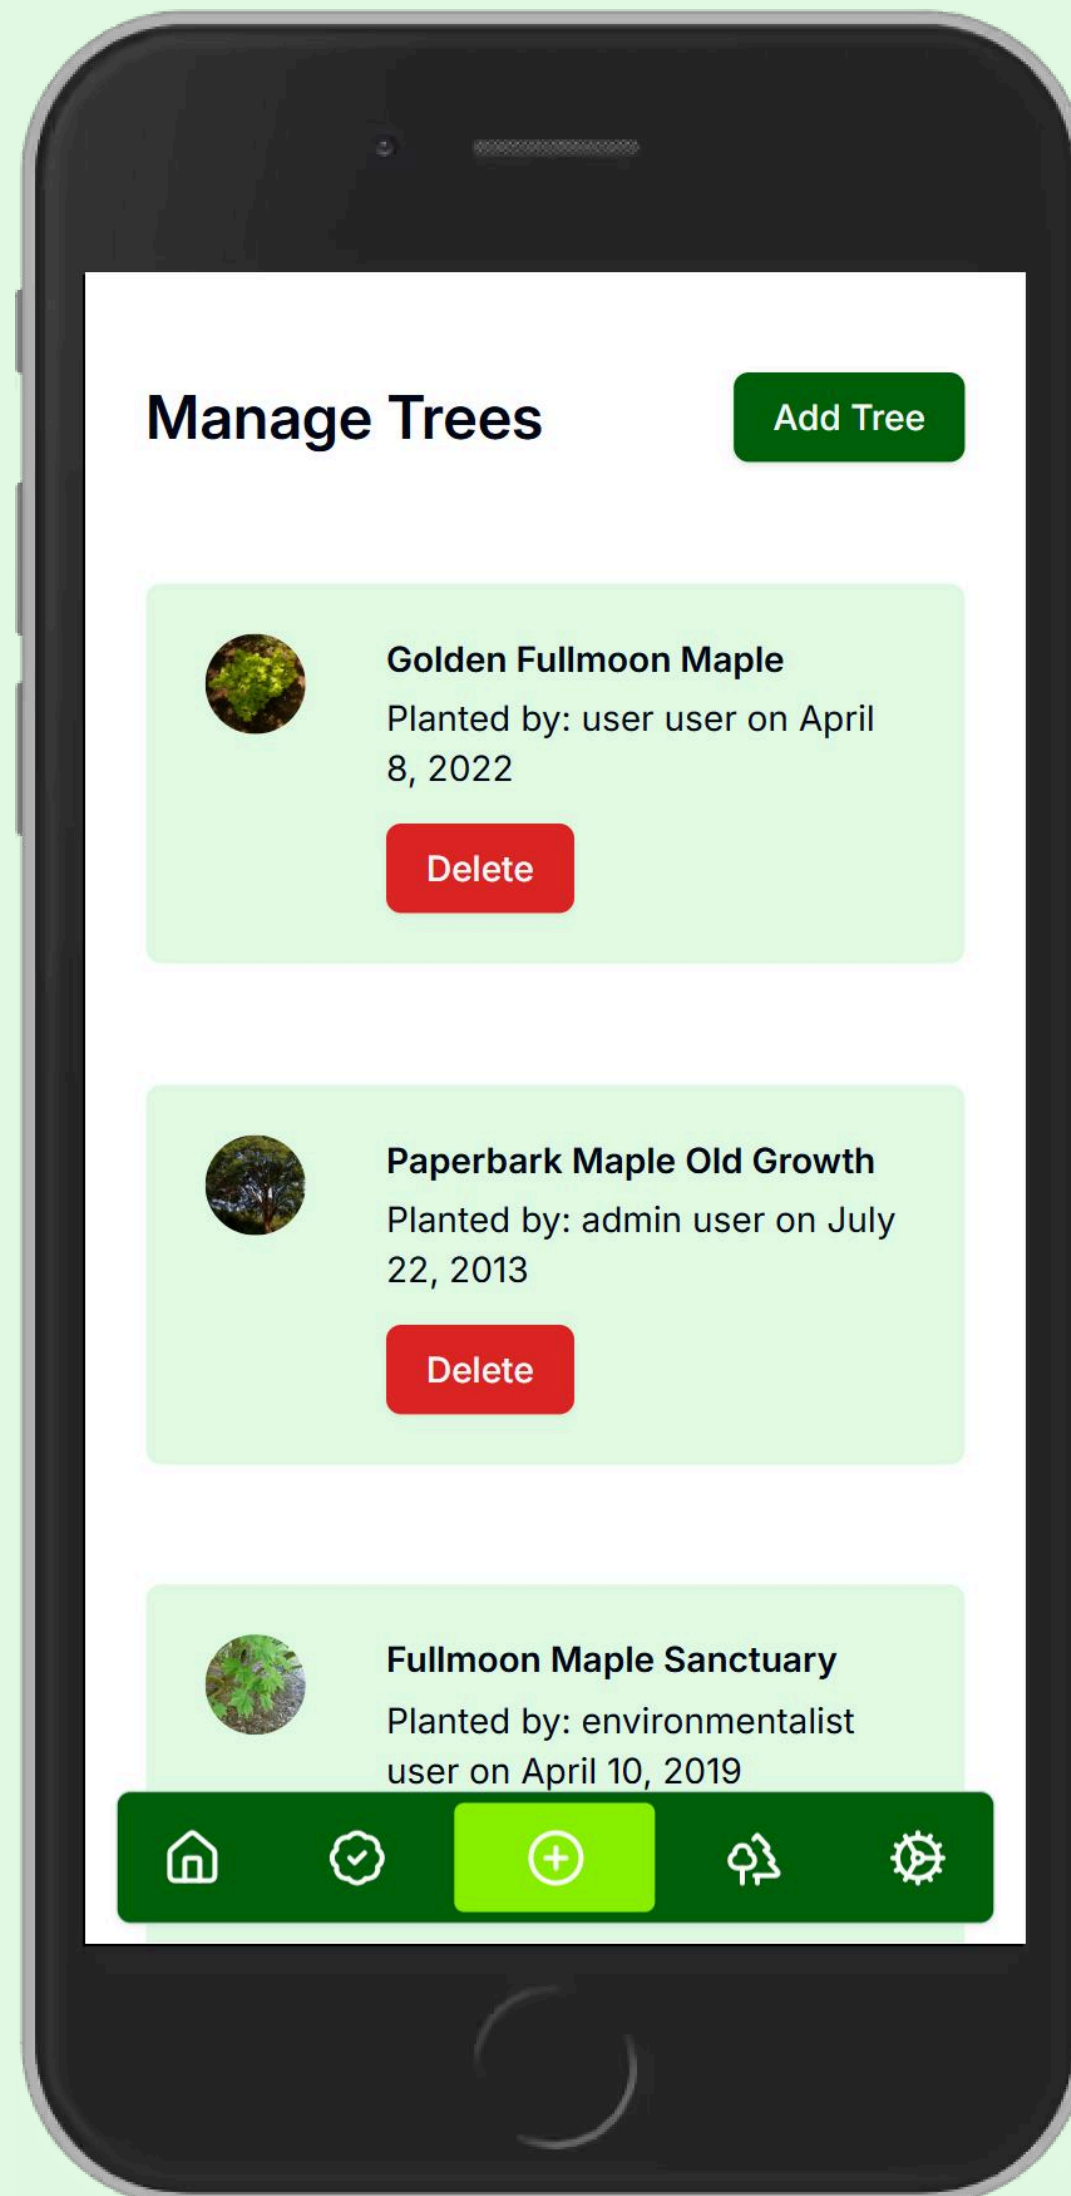 Manage Trees
Add Tree
Golden Fullmoon Maple
Planted by: user user on April
8, 2022
Delete
Paperbark Maple Old Growth
Planted by: admin user on July
22, 2013
Delete
Fullmoon Maple Sanctuary
Planted by: environmentalist
user on April 10, 2019